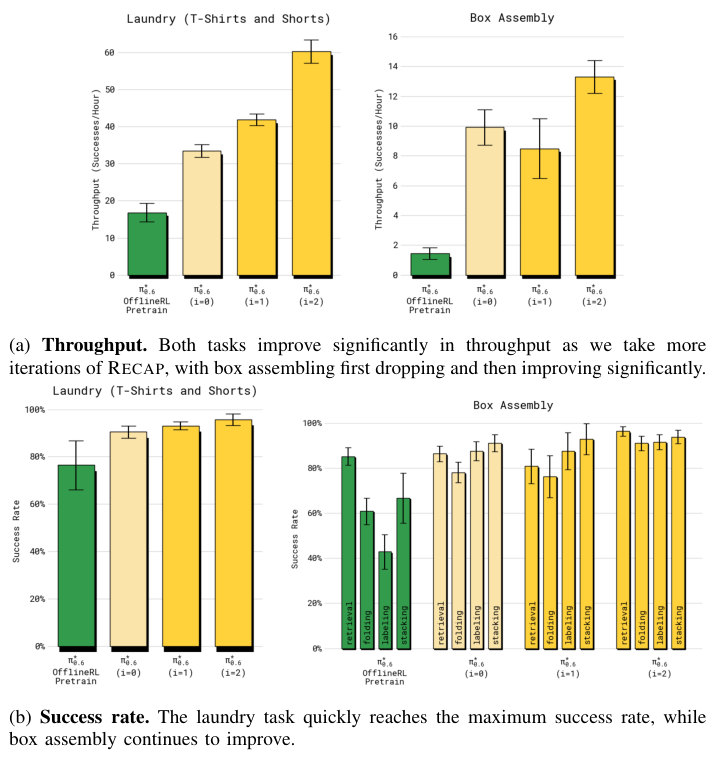 Laundry (T-Shirts and Shorts)
Throughput (Successes/Hour)
60
50
40
30
20
10
0
π*0.6
OfflineRL
Pretrain
π*0.6
(i=0)
π*0.6
(i=1)
π*0.6
(i=2)
Box Assembly
Throughput (Successes/Hour)
16
14
12
10
8
6
4
2
0
π*0.6
OfflineRL
Pretrain
π*0.6
(i=0)
π*0.6
(i=1)
π*0.6
(i=2)
(a) Throughput. Both tasks improve significantly in throughput as we take more
iterations of RECAP, with box assembling first dropping and then improving significantly.
Laundry (T-Shirts and Shorts)
Success Rate
100%
80%
60%
40%
20%
0%
π*0.6
OfflineRL
Pretrain
π*0.6
(i=0)
π*0.6
(i=1)
π*0.6
(i=2)
Box Assembly
Success Rate
100%
80%
60%
40%
20%
0%
retrieval
folding
labeling
stacking
retrieval
folding
labeling
stacking
retrieval
folding
labeling
stacking
retrieval
folding
labeling
stacking
π*0.6
OfflineRL
Pretrain
π*0.6
(i=0)
π*0.6
(i=1)
π*0.6
(i=2)
(b) Success rate. The laundry task quickly reaches the maximum success rate, while
box assembly continues to improve.